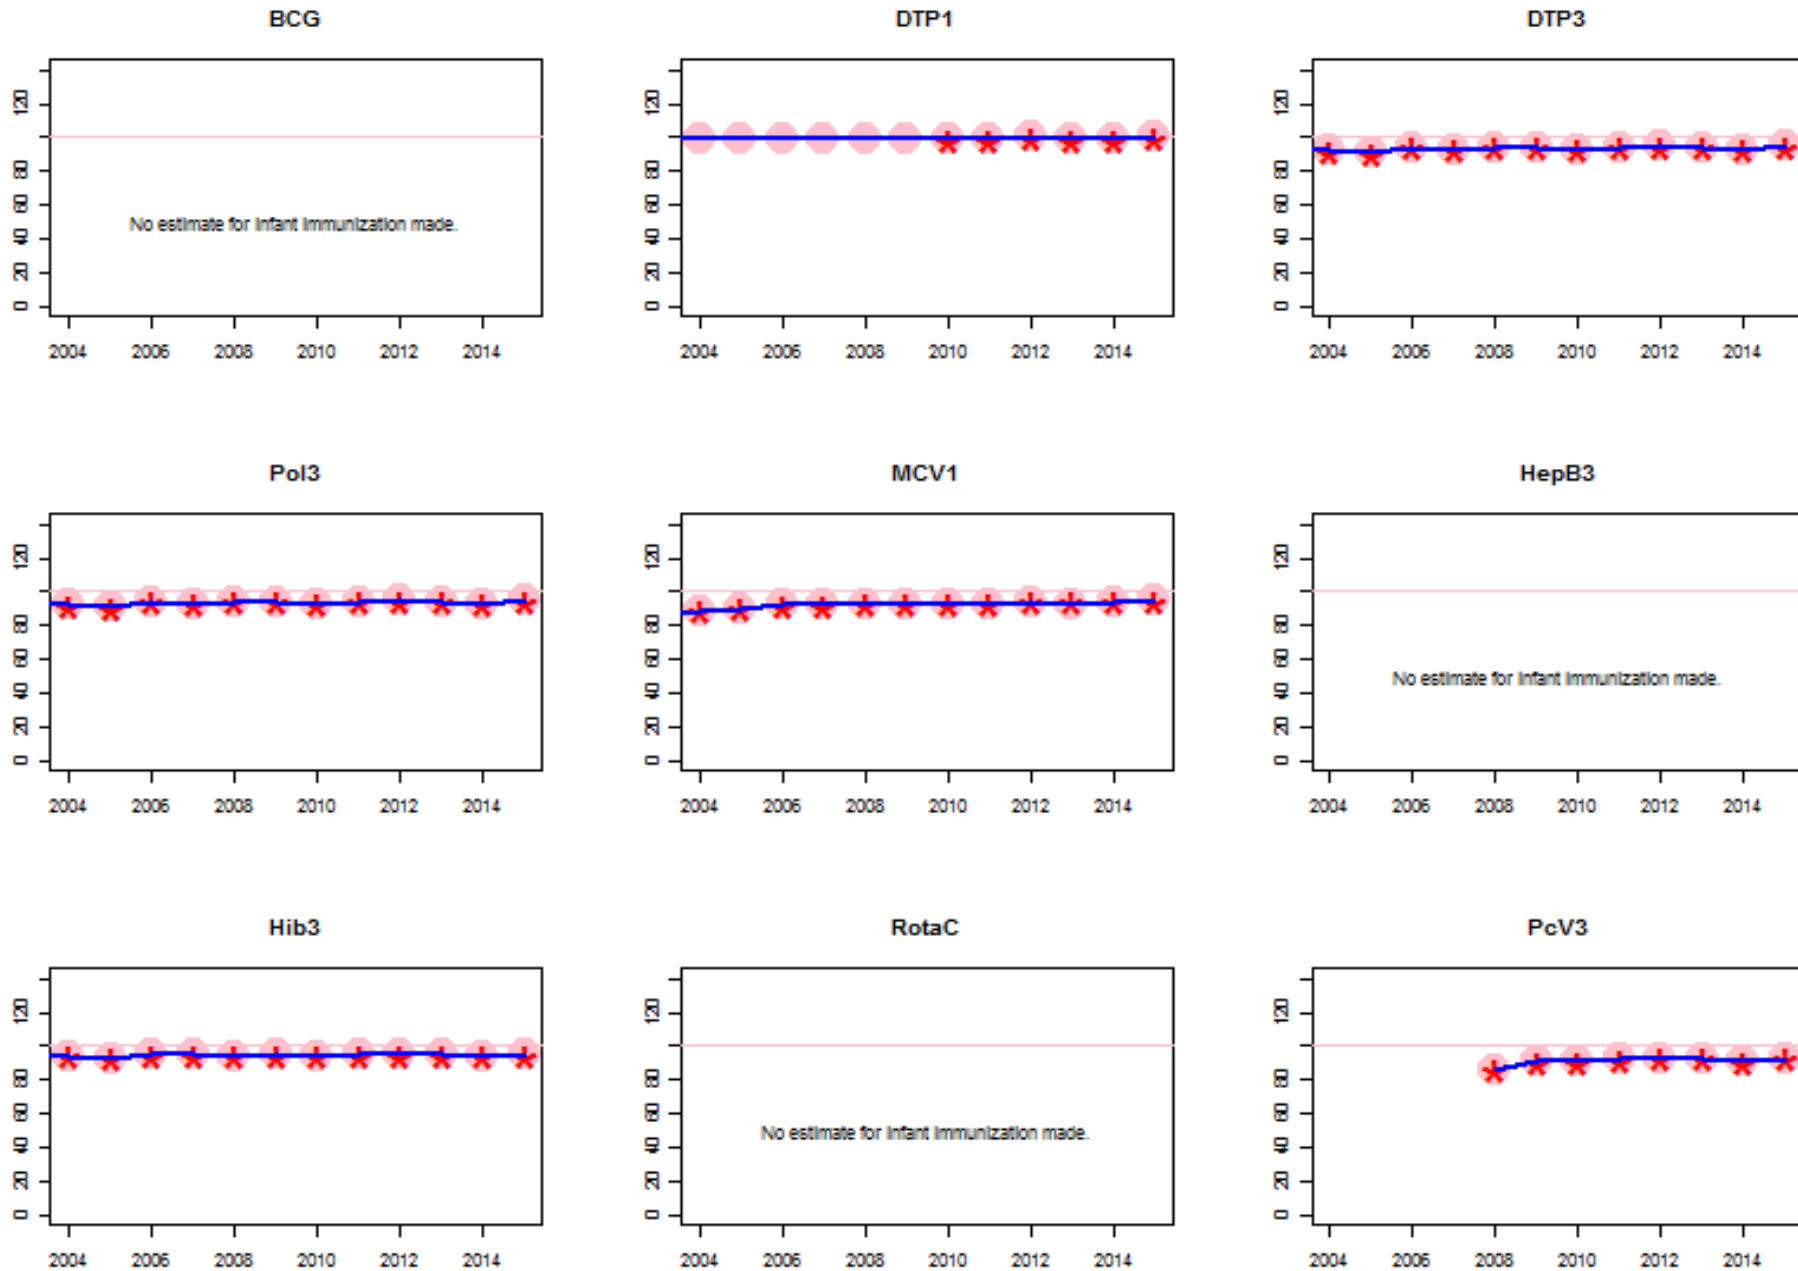 BCG DTP1 DTP3
120 120 120
80 80 80
60 60 60
No estimate for infant immunization made.
40 40 40
20 20 20
0 0 0
2004 2006 2008 2010 2012 2014 2004 2006 2008 2010 2012 2014 2004 2006 2008 2010 2012 2014
Pol3 MCV1 HepB3
120 120 120
80 80 80
60 60 60
No estimate for infant immunization made.
40 40 40
20 20 20
0 0 0
2004 2006 2008 2010 2012 2014 2004 2006 2008 2010 2012 2014 2004 2006 2008 2010 2012 2014
Hib3 RotaC PcV3
120 120 120
80 80 80
60 60 60
No estimate for infant immunization made.
40 40 40
20 20 20
0 0 0
2004 2006 2008 2010 2012 2014 2004 2006 2008 2010 2012 2014 2004 2006 2008 2010 2012 2014